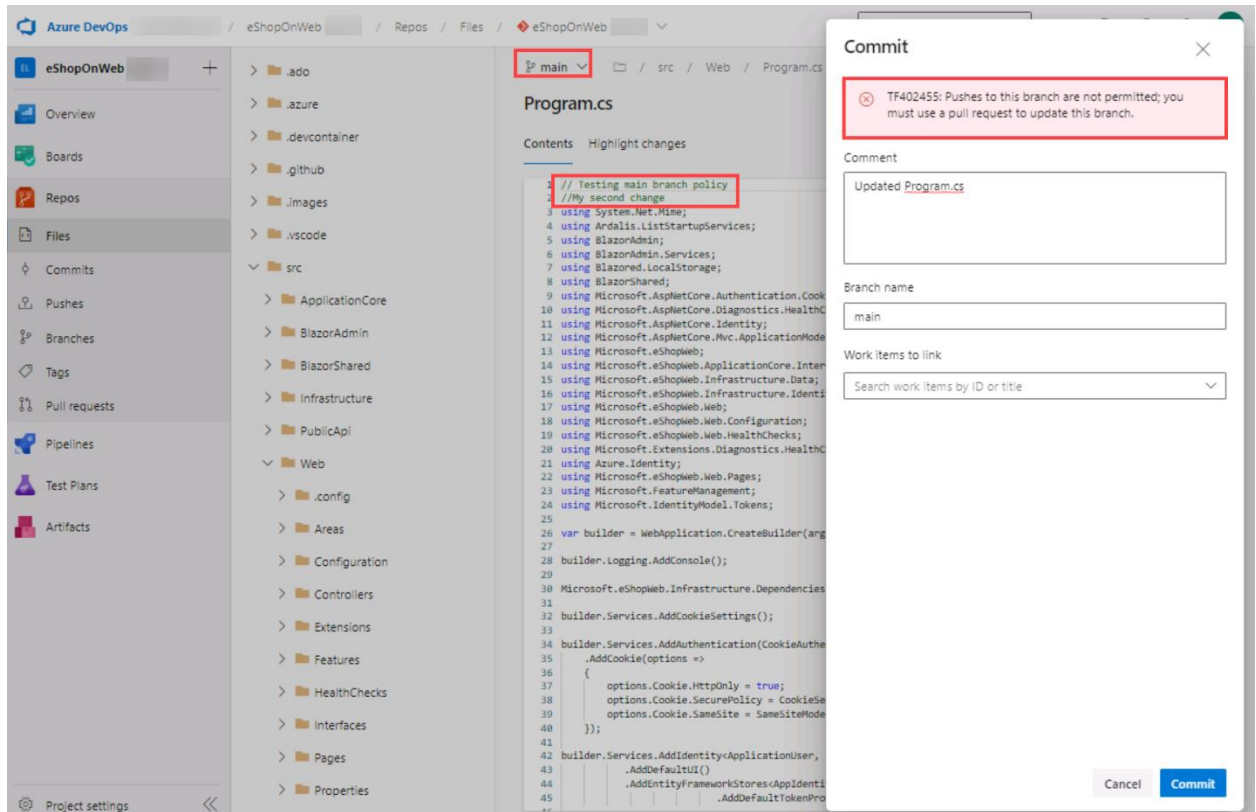 Azure DevOps / eShopOnWeb / Repos / Files / eShopOnWeb
EL eShopOnWeb
Overview
Boards
Repos
Files
Commits
Pushes
Branches
Tags
Pull requests
Pipelines
Test Plans
Artifacts
Project settings
.ado
.azure
.devcontainer
.github
.images
.vscode
src
ApplicationCore
BlazorAdmin
BlazorShared
Infrastructure
PublicApi
Web
.config
Areas
Configuration
Controllers
Extensions
Features
HealthChecks
Interfaces
Pages
Properties
main / src / Web / Program.cs
Program.cs
Contents Highlight changes
1 // Testing main branch policy
2 //My second change
3 using System.Net.Mime;
4 using Ardalis.ListStartupServices;
5 using BlazorAdmin;
6 using BlazorAdmin.Services;
7 using Blazored.LocalStorage;
8 using BlazorShared;
9 using Microsoft.AspNetCore.Authentication.Cook
10 using Microsoft.AspNetCore.Diagnostics.HealthC
11 using Microsoft.AspNetCore.Identity;
12 using Microsoft.AspNetCore.Mvc.ApplicationMode
13 using Microsoft.eShopWeb;
14 using Microsoft.eShopWeb.ApplicationCore.Inter
15 using Microsoft.eShopWeb.Infrastructure.Data;
16 using Microsoft.eShopWeb.Infrastructure.Identi
17 using Microsoft.eShopWeb.Web;
18 using Microsoft.eShopWeb.Web.Configuration;
19 using Microsoft.eShopWeb.Web.HealthChecks;
20 using Microsoft.Extensions.Diagnostics.HealthC
21 using Azure.Identity;
22 using Microsoft.eShopWeb.Web.Pages;
23 using Microsoft.FeatureManagement;
24 using Microsoft.IdentityModel.Tokens;
25
26 var builder = WebApplication.CreateBuilder(arg
27
28 builder.Logging.AddConsole();
29
30 Microsoft.eShopWeb.Infrastructure.Dependencies
31
32 builder.Services.AddCookieSettings();
33
34 builder.Services.AddAuthentication(CookieAuthe
35 .AddCookie(options =>
36 {
37 options.Cookie.HttpOnly = true;
38 options.Cookie.SecurePolicy = CookieSe
39 options.Cookie.SameSite = SameSiteMode
40 });
41
42 builder.Services.AddIdentity<ApplicationUser,
43 .AddDefaultUI()
44 .AddEntityFrameworkStores<AppIdenti
45 .AddDefaultTokenPro
Commit
TF402455: Pushes to this branch are not permitted; you
must use a pull request to update this branch.
Comment
Updated Program.cs
Branch name
main
Work items to link
Search work items by ID or title
Cancel Commit